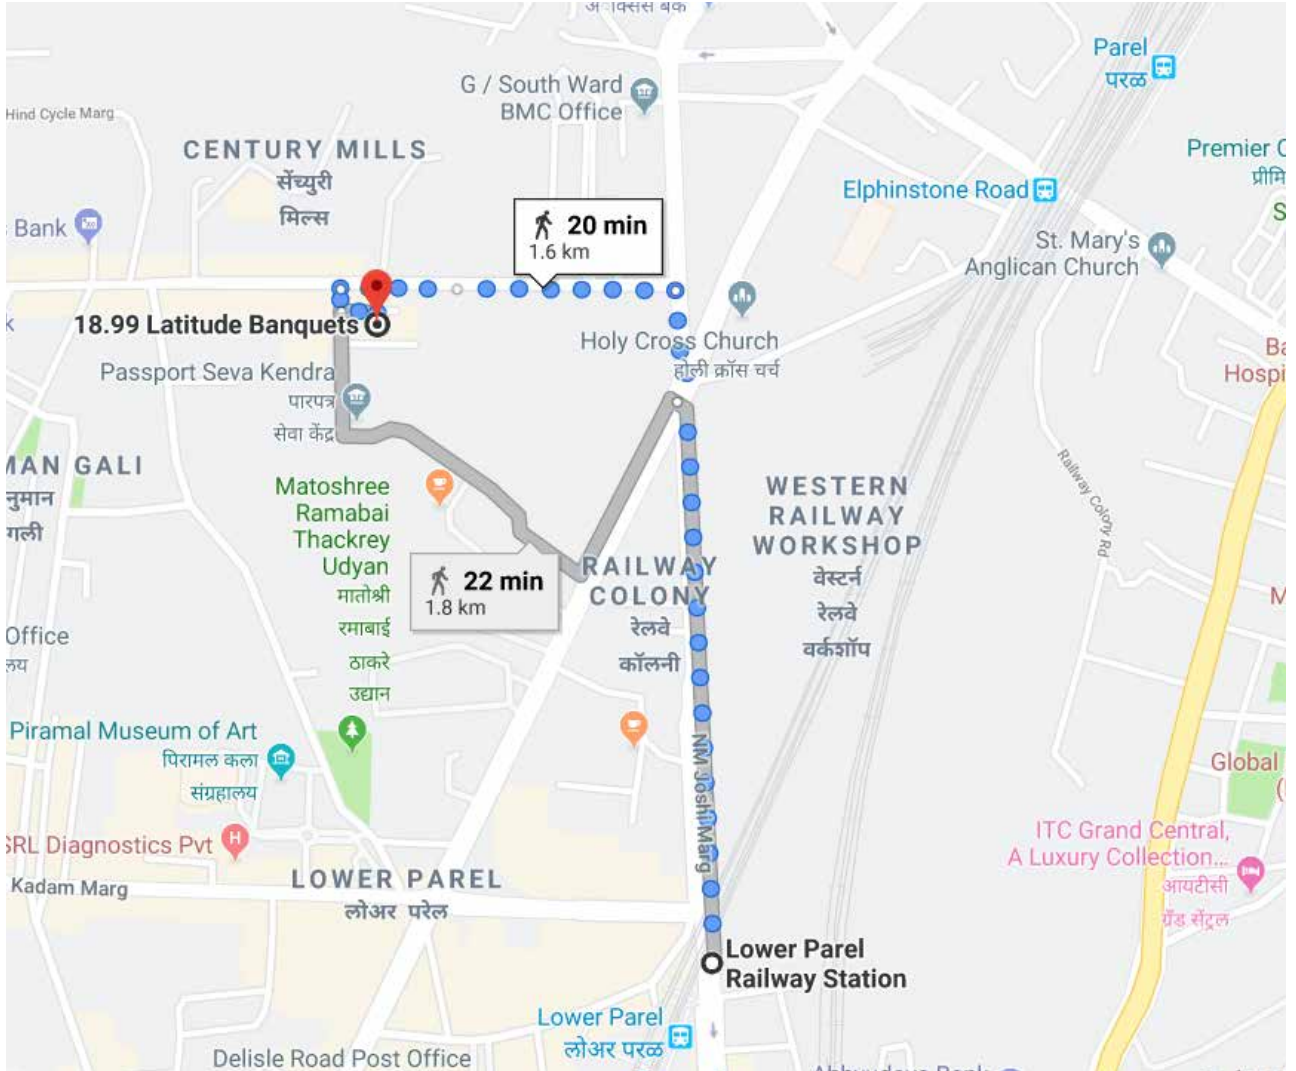 अॅक्सिस बँक
Parel
परळ
G / South Ward
BMC Office
Hind Cycle Marg
CENTURY MILLS
सेंच्युरी
मिल्स
Premier
Elphinstone Road
20 min
1.6 km
Bank
St. Mary's
Anglican Church
18.99 Latitude Banquets
Holy Cross Church
होली क्रॉस चर्च
Passport Seva Kendra
पारपत्र
सेवा केंद्र
MAN GALI
नुमान
गली
Railway Colony Rd
Matoshree
Ramabai
Thackrey
Udyan
मातोश्री
रमाबाई
ठाकरे
उद्यान
WESTERN
RAILWAY
WORKSHOP
वेस्टर्न
रेलवे
वर्कशॉप
22 min
1.8 km
RAILWAY
COLONY
रेलवे
कॉलनी
Office
Piramal Museum of Art
पिरामल कला
संग्रहालय
NM Joshi Marg
Global
SRL Diagnostics Pvt
H
ITC Grand Central,
A Luxury Collection...
आयटीसी
ग्रँड सेंट्रल
Kadam Marg
LOWER PAREL
लोअर परेल
Lower Parel
Railway Station
Lower Parel
लोअर परळ
Delisle Road Post Office